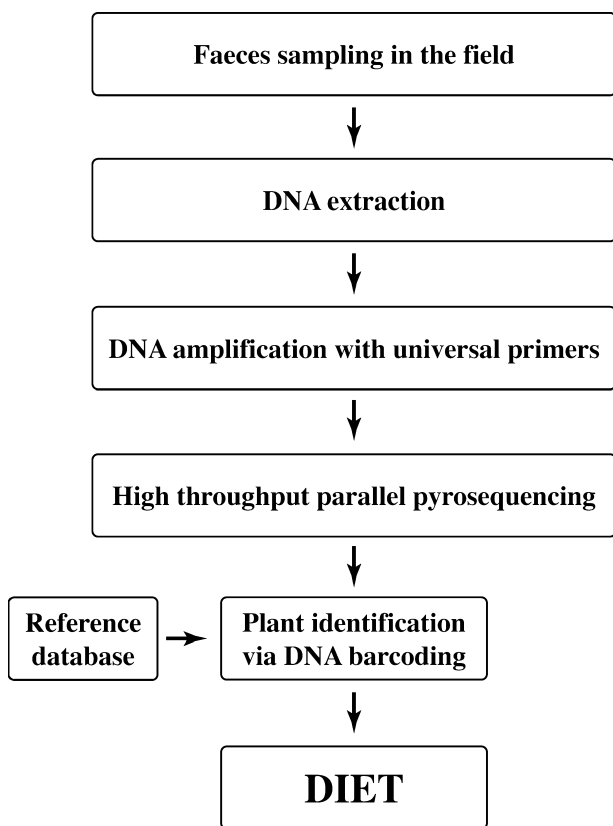 Faeces sampling in the field
DNA extraction
DNA amplification with universal primers
High throughput parallel pyrosequencing
Reference
database
Plant identification
via DNA barcoding
DIET